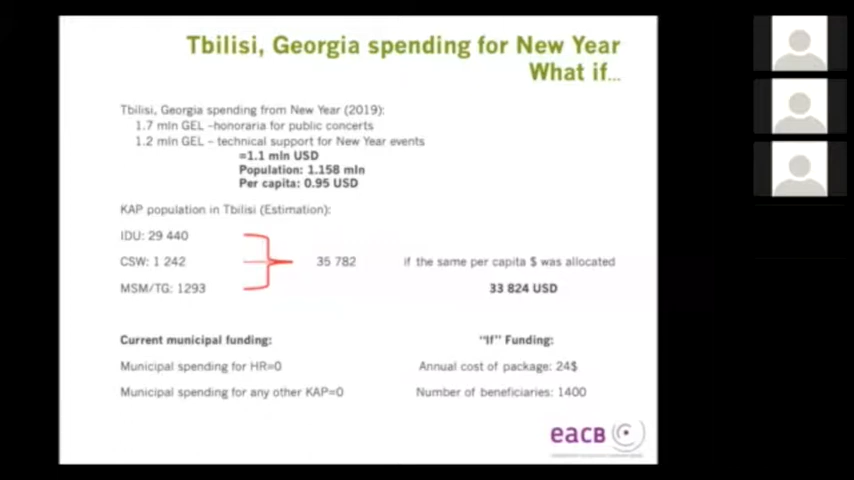 Tbilisi, Georgia spending for New Year
What if...
Tbilisi, Georgia spending from New Year (2019):
1.7 mln GEL –honoraria for public concerts
1.2 mln GEL – technical support for New Year events
=1.1 mln USD
Population: 1.158 mln
Per capita: 0.95 USD
KAP population in Tbilisi (Estimation):
IDU: 29 440
CSW: 1 242
35 782
if the same per capita $ was allocated
MSM/TG: 1293
33 824 USD
Current municipal funding:
"If" Funding:
Municipal spending for HR=0
Annual cost of package: 24$
Municipal spending for any other KAP=0
Number of beneficiaries: 1400
eacB